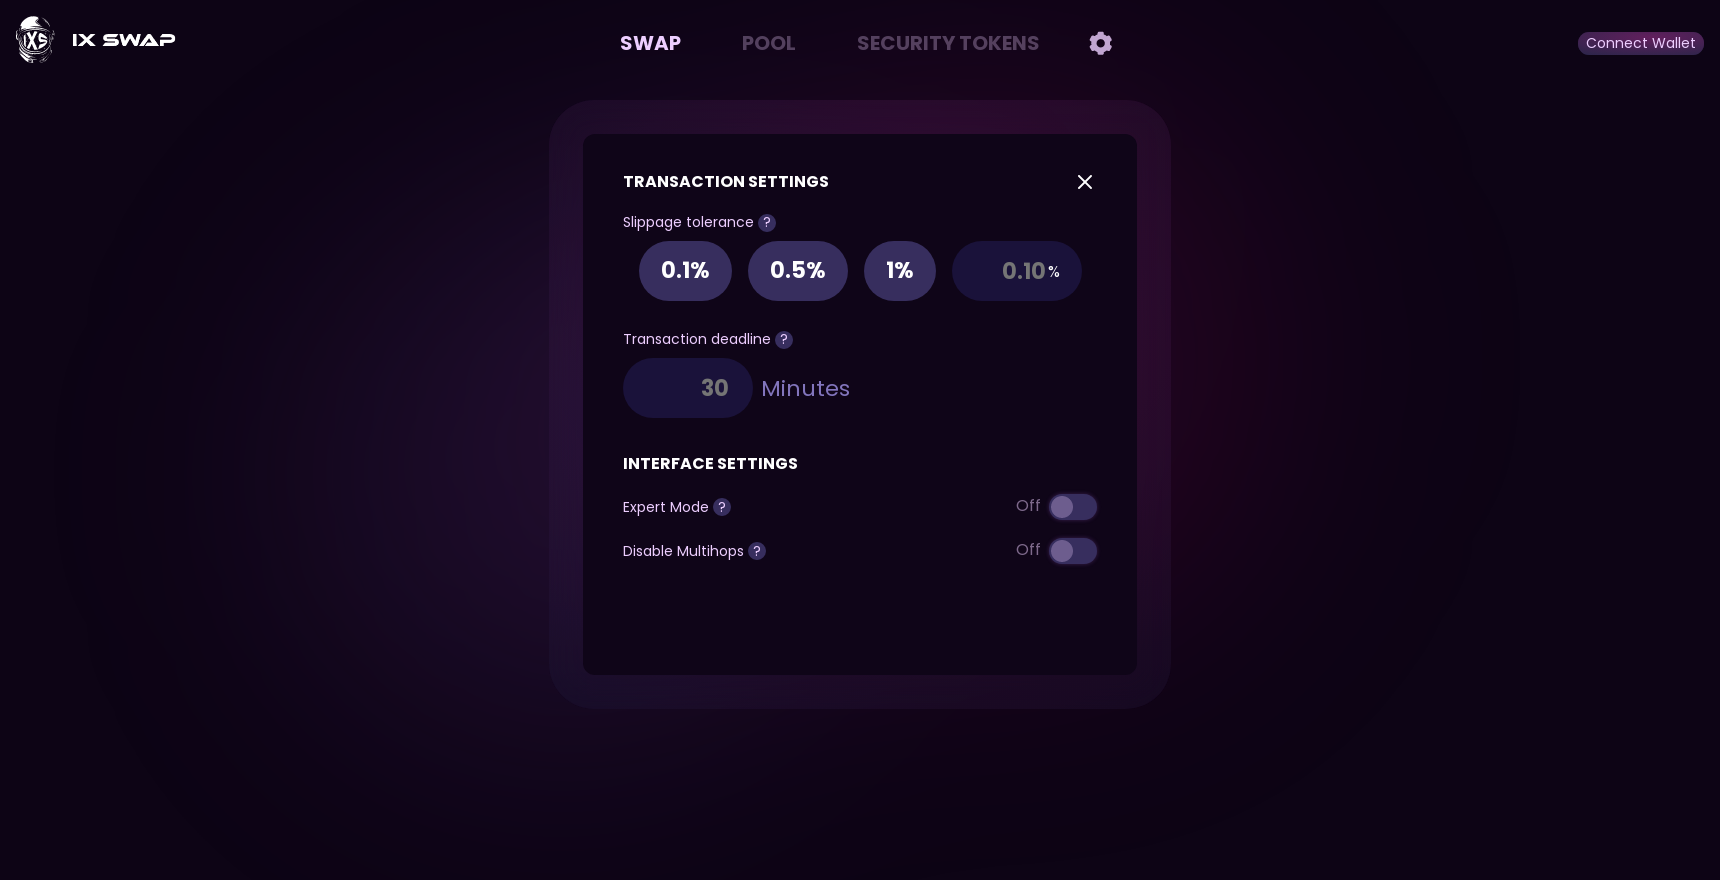 IXS IX SWAP
SWAP POOL SECURITY TOKENS
Connect Wallet
TRANSACTION SETTINGS
Slippage tolerance ?
0.1% 0.5% 1% 0.10 %
Transaction deadline ?
30 Minutes
INTERFACE SETTINGS
Expert Mode ? Off
Disable Multihops ? Off